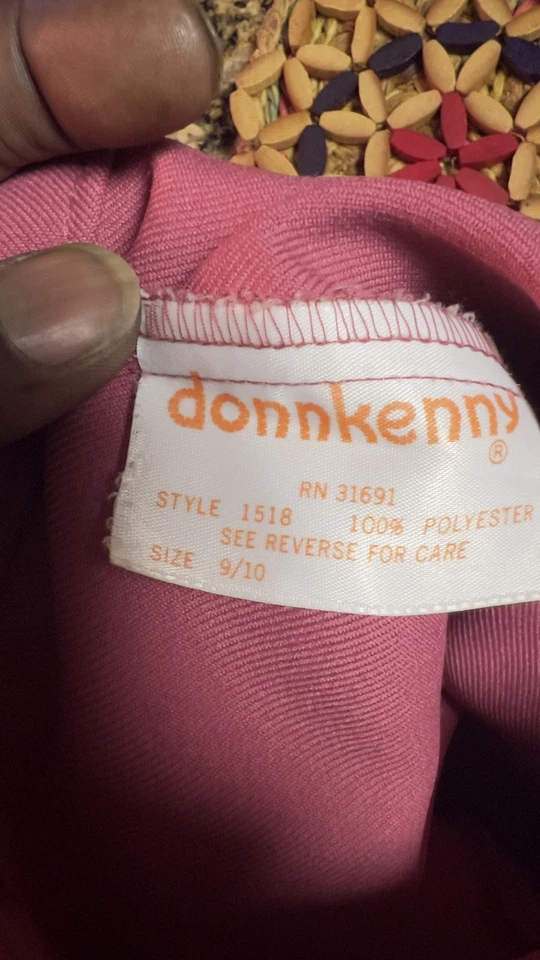 donnkenny
®
RN 31691
STYLE 1518 100% POLYESTER
SEE REVERSE FOR CARE
SIZE 9/10